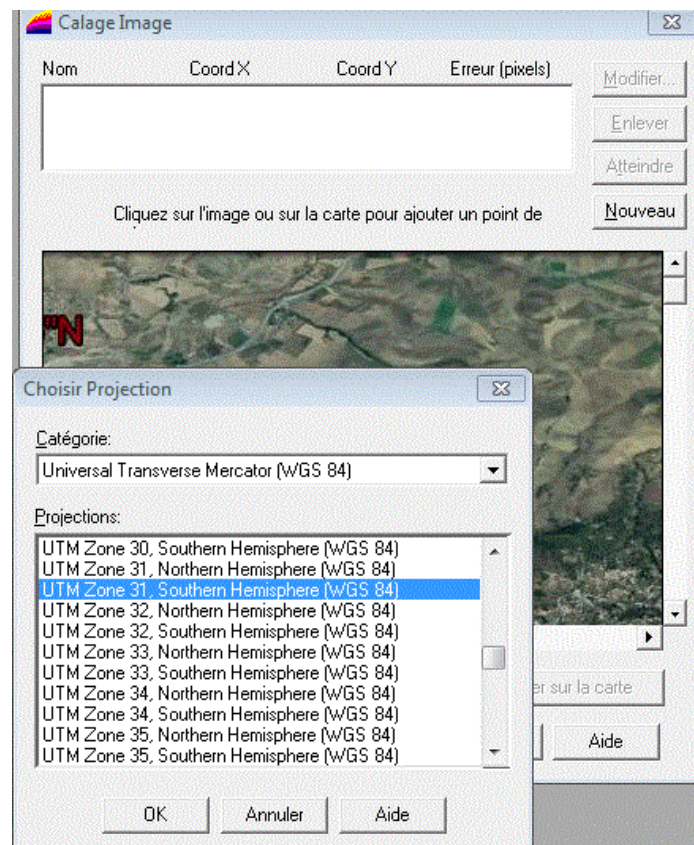 Calage Image
Nom Coord X Coord Y Erreur (pixels)
Modifier...
Enlever
Atteindre
Cliquez sur l'image ou sur la carte pour ajouter un point de
Nouveau
"N
Choisir Projection
Catégorie:
Universal Transverse Mercator (WGS 84)
Projections:
UTM Zone 30, Southern Hemisphere (WGS 84)
UTM Zone 31, Northern Hemisphere (WGS 84)
UTM Zone 31, Southern Hemisphere (WGS 84)
UTM Zone 32, Northern Hemisphere (WGS 84)
UTM Zone 32, Southern Hemisphere (WGS 84)
UTM Zone 33, Northern Hemisphere (WGS 84)
UTM Zone 33, Southern Hemisphere (WGS 84)
UTM Zone 34, Northern Hemisphere (WGS 84)
UTM Zone 34, Southern Hemisphere (WGS 84)
UTM Zone 35, Northern Hemisphere (WGS 84)
UTM Zone 35, Southern Hemisphere (WGS 84)
er sur la carte
Aide
OK Annuler Aide